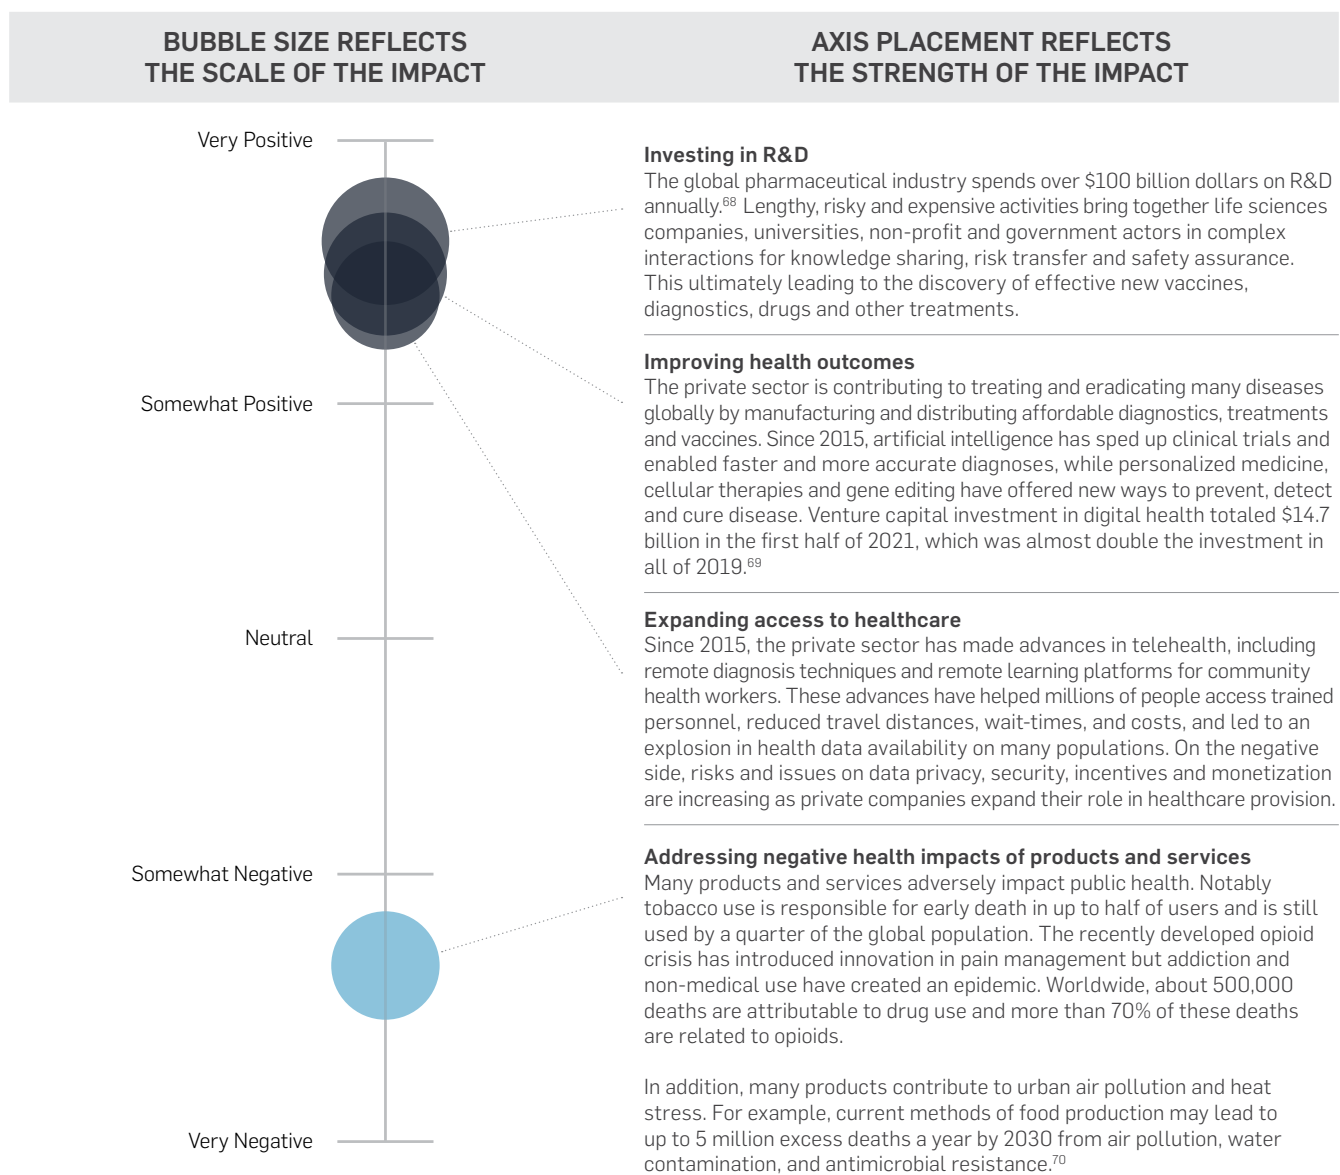 BUBBLE SIZE REFLECTS
THE SCALE OF THE IMPACT
AXIS PLACEMENT REFLECTS
THE STRENGTH OF THE IMPACT
Very Positive
Somewhat Positive
Neutral
Somewhat Negative
Very Negative
Investing in R&D
The global pharmaceutical industry spends over $100 billion dollars on R&D
annually.68 Lengthy, risky and expensive activities bring together life sciences
companies, universities, non-profit and government actors in complex
interactions for knowledge sharing, risk transfer and safety assurance.
This ultimately leading to the discovery of effective new vaccines,
diagnostics, drugs and other treatments.
Improving health outcomes
The private sector is contributing to treating and eradicating many diseases
globally by manufacturing and distributing affordable diagnostics, treatments
and vaccines. Since 2015, artificial intelligence has sped up clinical trials and
enabled faster and more accurate diagnoses, while personalized medicine,
cellular therapies and gene editing have offered new ways to prevent, detect
and cure disease. Venture capital investment in digital health totaled $14.7
billion in the first half of 2021, which was almost double the investment in
all of 2019.69
Expanding access to healthcare
Since 2015, the private sector has made advances in telehealth, including
remote diagnosis techniques and remote learning platforms for community
health workers. These advances have helped millions of people access trained
personnel, reduced travel distances, wait-times, and costs, and led to an
explosion in health data availability on many populations. On the negative
side, risks and issues on data privacy, security, incentives and monetization
are increasing as private companies expand their role in healthcare provision.
Addressing negative health impacts of products and services
Many products and services adversely impact public health. Notably
tobacco use is responsible for early death in up to half of users and is still
used by a quarter of the global population. The recently developed opioid
crisis has introduced innovation in pain management but addiction and
non-medical use have created an epidemic. Worldwide, about 500,000
deaths are attributable to drug use and more than 70% of these deaths
are related to opioids.
In addition, many products contribute to urban air pollution and heat
stress. For example, current methods of food production may lead to
up to 5 million excess deaths a year by 2030 from air pollution, water
contamination, and antimicrobial resistance.70